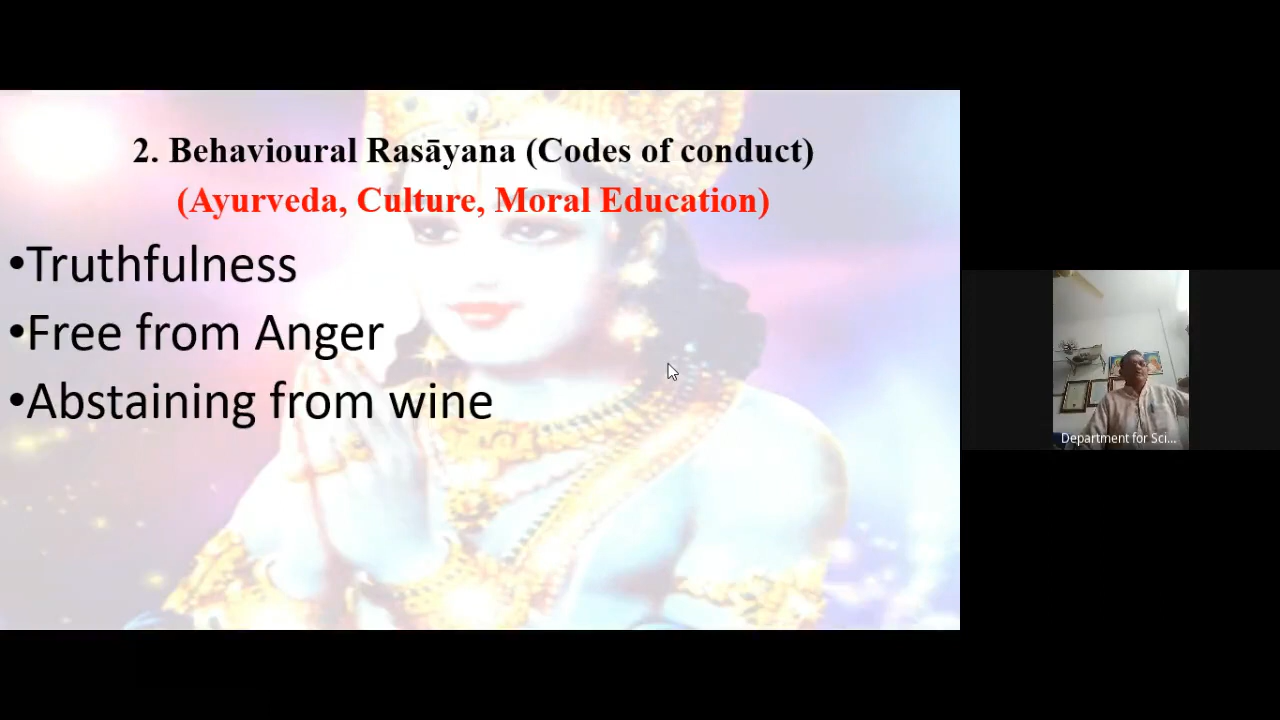 2. Behavioural Rasāyana (Codes of conduct)
(Ayurveda, Culture, Moral Education)
•Truthfulness
•Free from Anger
•Abstaining from wine
Department for Sci...